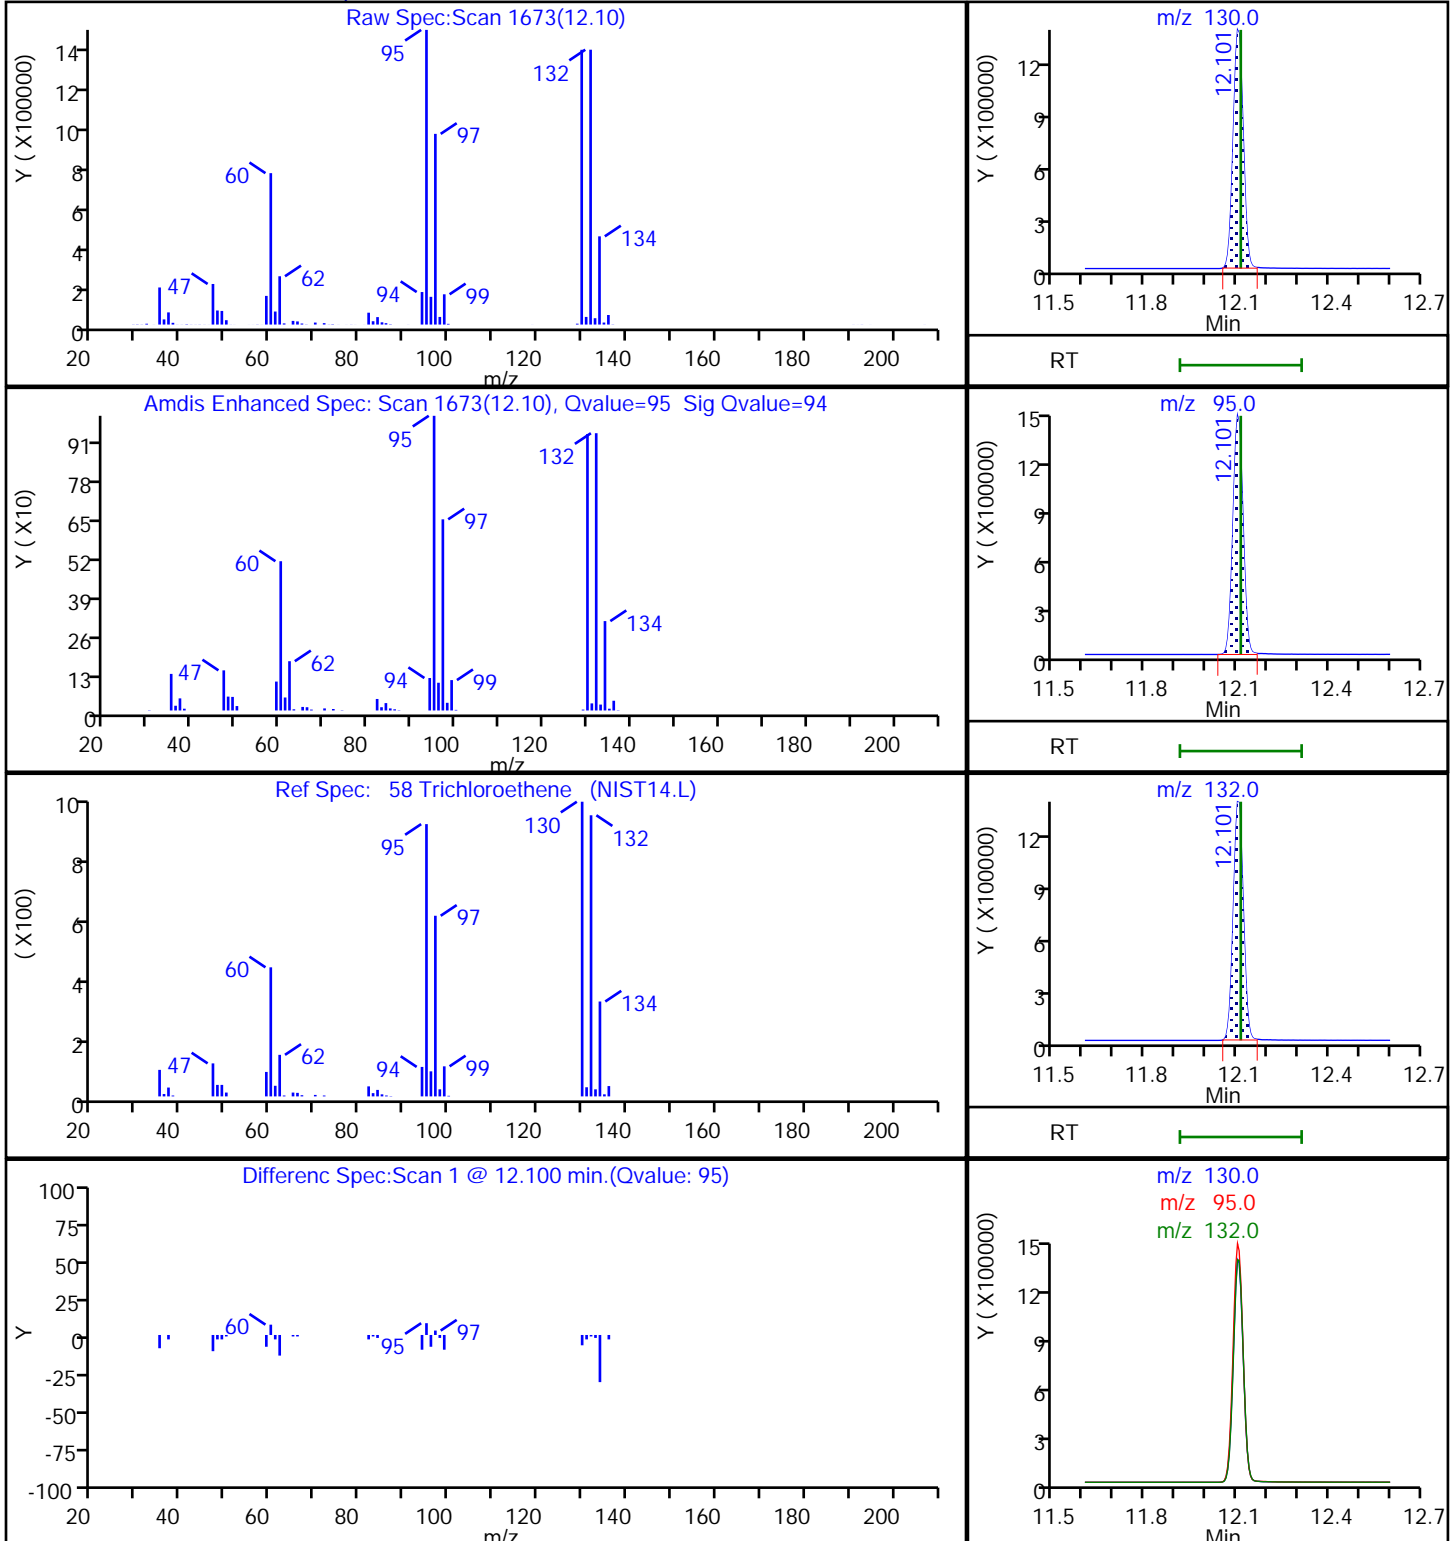 Raw Spec:Scan 1673(12.10)
Y ( X100000)
14
12
10
8
6
4
2
0
95
132
97
60
134
47
62
94
99
20 40 60 80 100 120 140 160 180 200
m/z
m/z 130.0
Y ( X100000)
12
9
6
3
0
12.101
11.5 11.8 12.1 12.4 12.7
Min
RT
Amdis Enhanced Spec: Scan 1673(12.10), Qvalue=95 Sig Qvalue=94
Y ( X10)
91
78
65
52
39
26
13
0
95
132
97
60
134
47
62
94
99
20 40 60 80 100 120 140 160 180 200
m/z
m/z 95.0
Y ( X100000)
15
12
9
6
3
0
12.101
11.5 11.8 12.1 12.4 12.7
Min
RT
Ref Spec: 58 Trichloroethene (NIST14.L)
( X100)
10
8
6
4
2
0
130
95
132
97
60
134
47
62
94
99
20 40 60 80 100 120 140 160 180 200
m/z 132.0
Y ( X100000)
12
9
6
3
0
12.101
11.5 11.8 12.1 12.4 12.7
Min
RT
Differenc Spec:Scan 1 @ 12.100 min.(Qvalue: 95)
Y
100
75
50
25
0
-25
-50
-75
-100
60
95
97
20 40 60 80 100 120 140 160 180 200
m/z
m/z 130.0
m/z 95.0
m/z 132.0
Y ( X100000)
15
12
9
6
3
0
11.5 11.8 12.1 12.4 12.7
Min